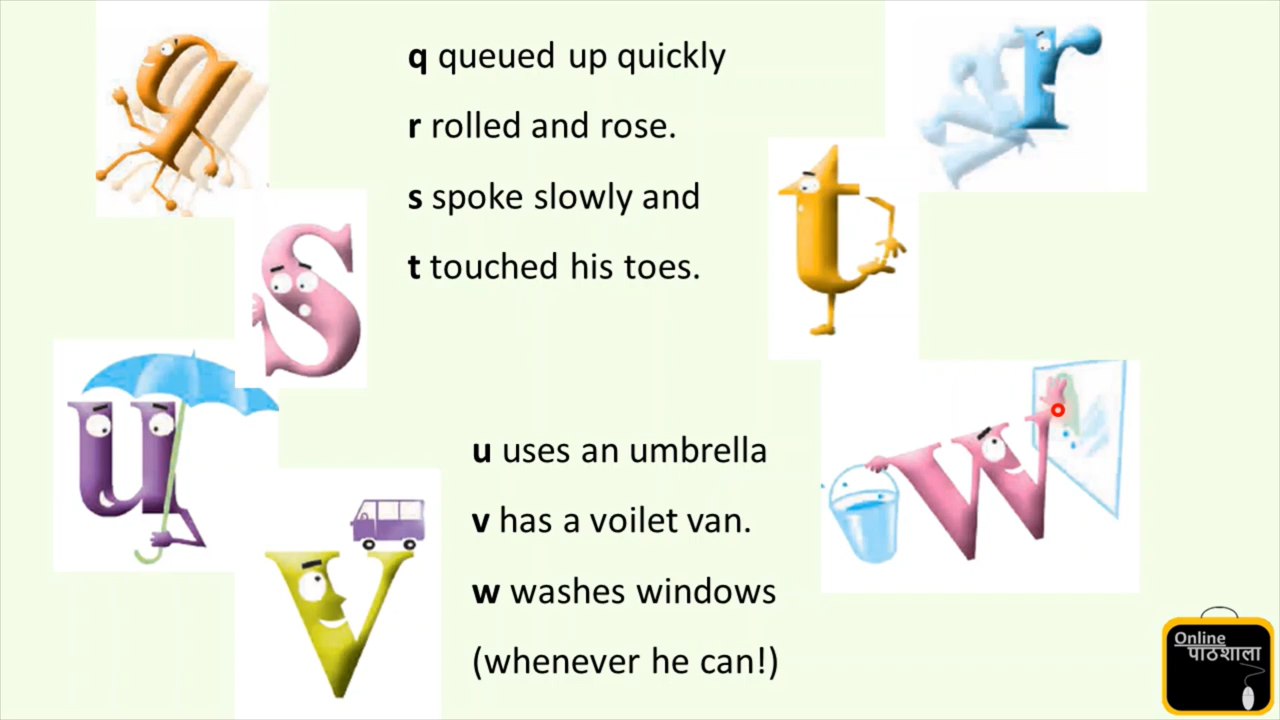 q queued up quickly
r rolled and rose.
s spoke slowly and
t touched his toes.
u uses an umbrella
v has a voilet van.
w washes windows
(whenever he can!)
Online
पाठशाला